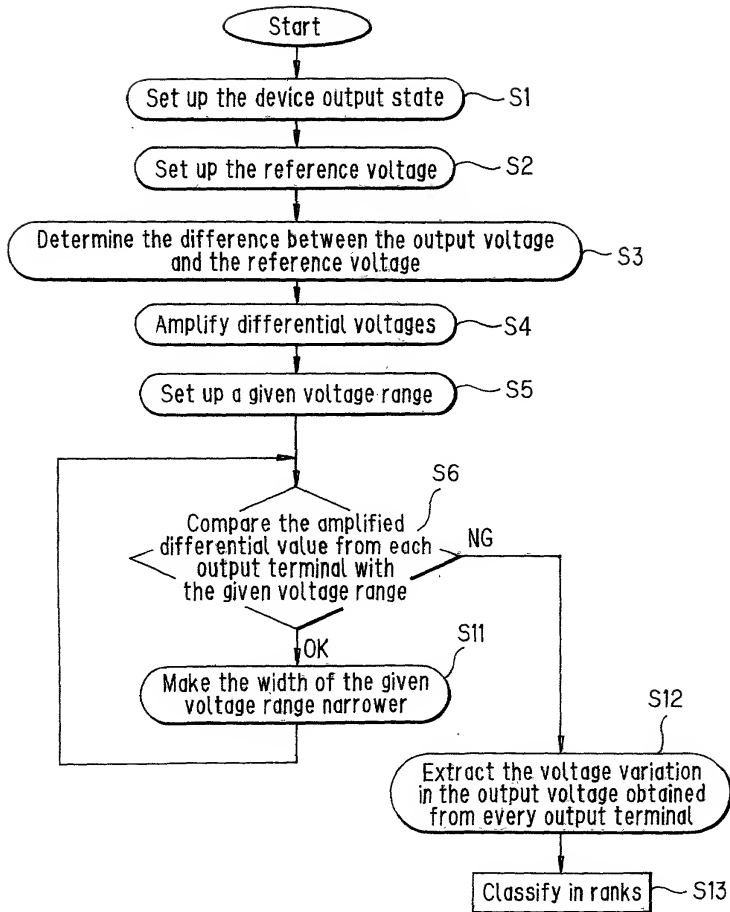 Start
Set up the device output state
S1
Set up the reference voltage
S2
Determine the difference between the output voltage
and the reference voltage
S3
Amplify differential voltages
S4
Set up a given voltage range
S5
S6
Compare the amplified
differential value from each
output terminal with
the given voltage range
NG
OK
S11
Make the width of the given
voltage range narrower
S12
Extract the voltage variation
in the output voltage obtained
from every output terminal
Classify in ranks
S13